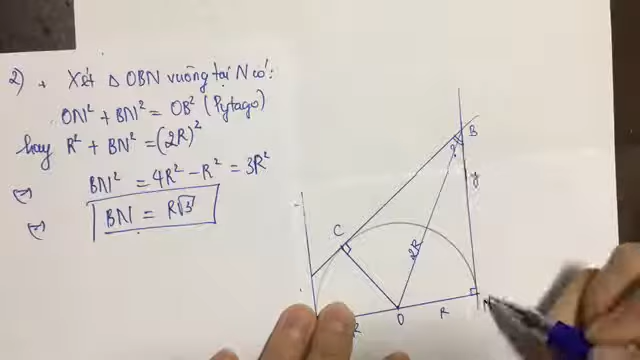 2) + Xét △ OBN vuông tại N có:
ON² + BN² = OB² (Pytago)
hay R² + BN² = (2R)²
(=) BN² = 4R² - R² = 3R²
(=) BN = R√3
B
?
y
C
2R
N
R
O
R